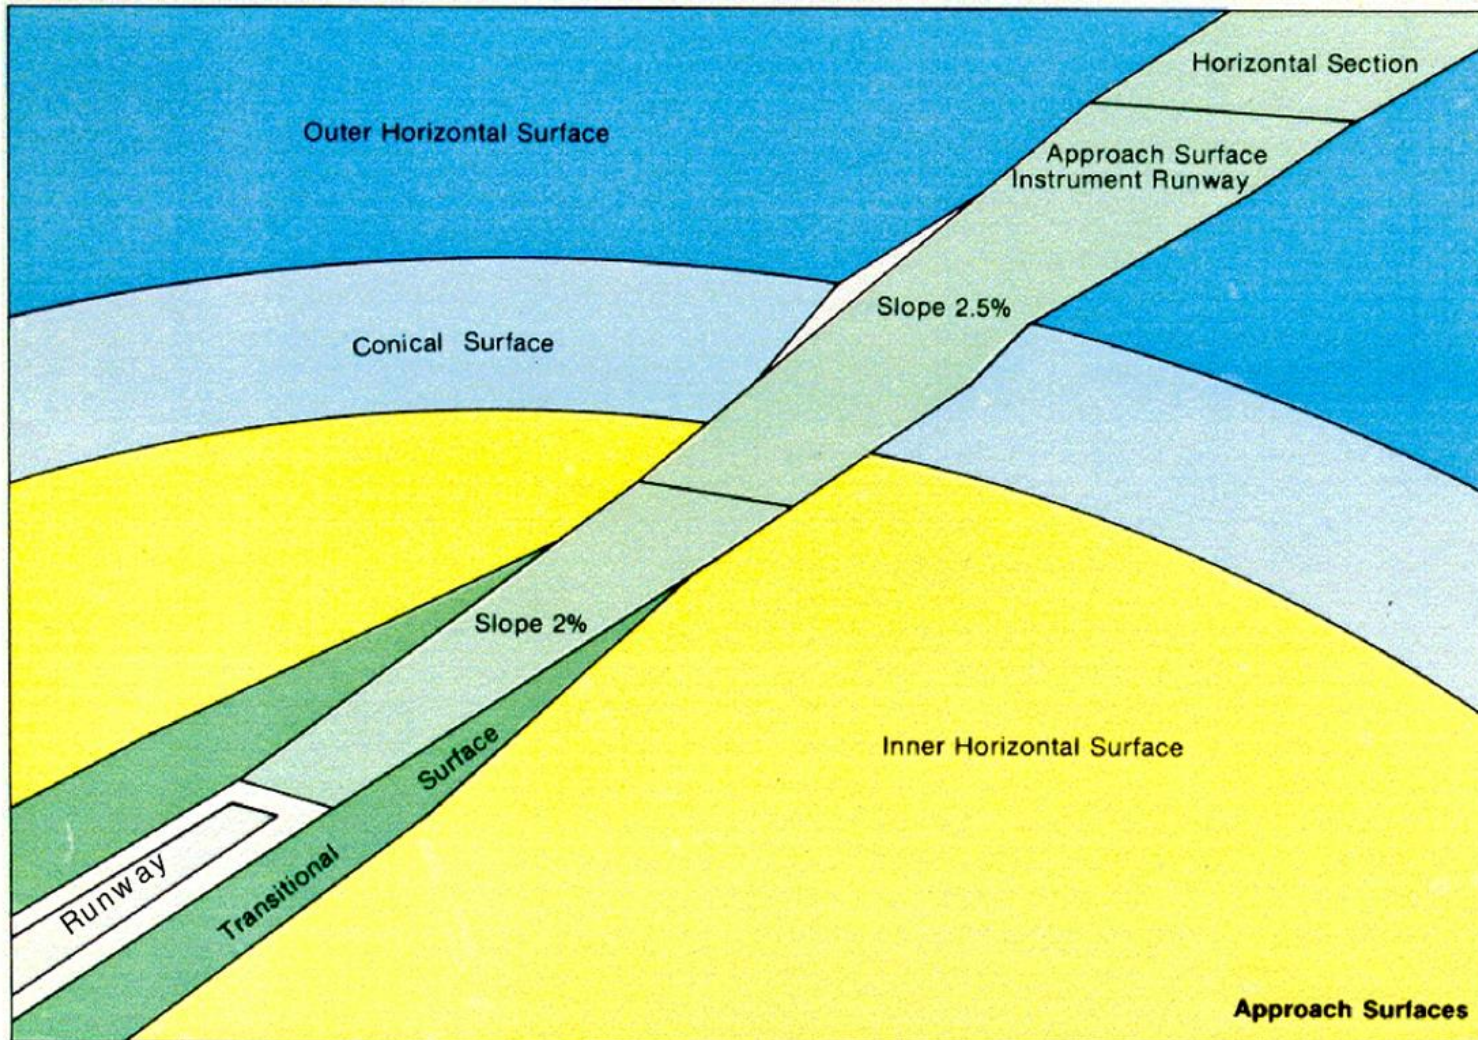 Horizontal Section
Outer Horizontal Surface
Approach Surface
Instrument Runway
Slope 2.5%
Conical Surface
Slope 2%
Inner Horizontal Surface
Transitional Surface
Runway
Approach Surfaces